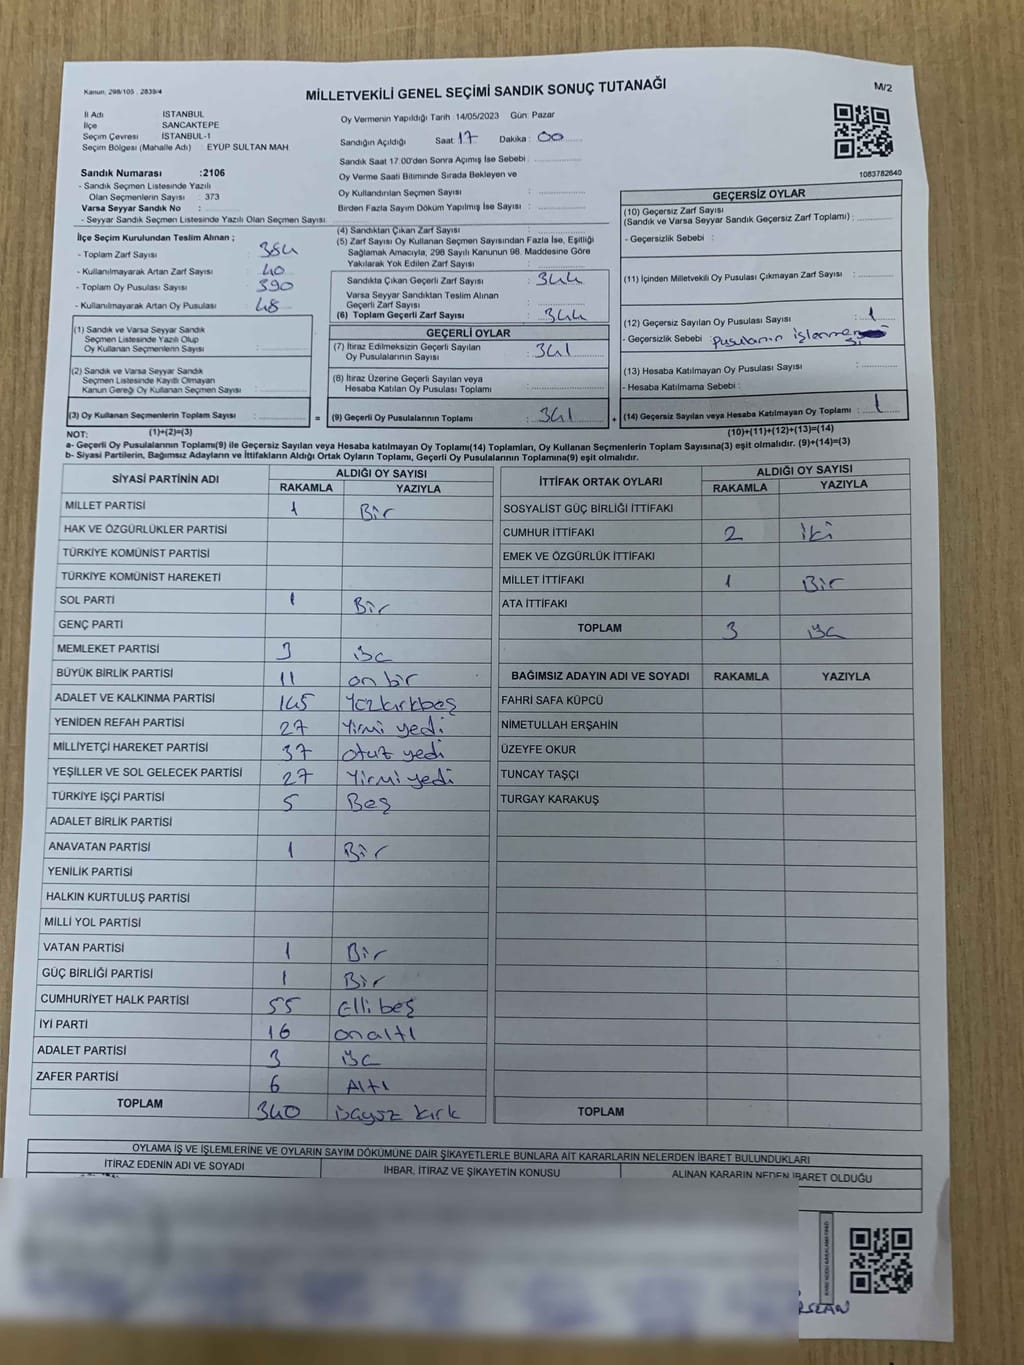 Kanun. 298/105 . 2839/4
MİLLETVEKİLİ GENEL SEÇİMİ SANDIK SONUÇ TUTANAĞI
M/2
İl Adı İSTANBUL
İlçe SANCAKTEPE
Seçim Çevresi İSTANBUL-1
Seçim Bölgesi (Mahalle Adı) : EYÜP SULTAN MAH
Sandık Numarası :2106
- Sandık Seçmen Listesinde Yazılı
Olan Seçmenlerin Sayısı : 373
Varsa Seyyar Sandık No :
- Seyyar Sandık Seçmen Listesinde Yazılı Olan Seçmen Sayısı
Oy Vermenin Yapıldığı Tarih 14/05/2023 Gün: Pazar
Sandığın Açıldığı Saat 17 Dakika : 00
Sandık Saat 17.00'den Sonra Açımış İse Sebebi :
Oy Verme Saati Bitiminde Sırada Bekleyen ve
Oy Kullandırılan Seçmen Sayısı :
Birden Fazla Sayım Döküm Yapılmış İse Sayısı :
1083782640
İlçe Seçim Kurulundan Teslim Alınan ;
- Toplam Zarf Sayısı : 384
- Kullanılmayarak Artan Zarf Sayısı : 40
- Toplam Oy Pusulası Sayısı : 390
- Kullanılmayarak Artan Oy Pusulası : 48
(1) Sandık ve Varsa Seyyar Sandık
Seçmen Listesinde Yazılı Olup
Oy Kullanan Seçmenlerin Sayısı :
(2) Sandık ve Varsa Seyyar Sandık
Seçmen Listesinde Kayıtlı Olmayan
Kanun Gereği Oy Kullanan Seçmen Sayısı :
(3) Oy Kullanan Seçmenlerin Toplam Sayısı :
(1)+(2)=(3)
(4) Sandıktan Çıkan Zarf Sayısı :
(5) Zarf Sayısı Oy Kullanan Seçmen Sayısından Fazla İse, Eşitliği
Sağlamak Amacıyla, 298 Sayılı Kanunun 98. Maddesine Göre
Yakılarak Yok Edilen Zarf Sayısı :
Sandıkta Çıkan Geçerli Zarf Sayısı : 344
Varsa Seyyar Sandıktan Teslim Alınan
Geçerli Zarf Sayısı :
(6) Toplam Geçerli Zarf Sayısı : 344
GEÇERLİ OYLAR
(7) İtiraz Edilmeksizin Geçerli Sayılan
Oy Pusulalarının Sayısı : 341
(8) İtiraz Üzerine Geçerli Sayılan veya
Hesaba Katılan Oy Pusulası Toplamı :
= (9) Geçerli Oy Pusulalarının Toplamı : 341 +
GEÇERSİZ OYLAR
(10) Geçersiz Zarf Sayısı
(Sandık ve Varsa Seyyar Sandık Geçersiz Zarf Toplamı) :
- Geçersizlik Sebebi :
(11) İçinden Milletvekili Oy Pusulası Çıkmayan Zarf Sayısı :
(12) Geçersiz Sayılan Oy Pusulası Sayısı : 1
- Geçersizlik Sebebi : Pusulanın
(13) Hesaba Katılmayan Oy Pusulası Sayısı :
- Hesaba Katılmama Sebebi :
(14) Geçersiz Sayılan veya Hesaba Katılmayan Oy Toplamı : 1
(10)+(11)+(12)+(13)=(14)
NOT:
a- Geçerli Oy Pusulalarının Toplamı(9) ile Geçersiz Sayılan veya Hesaba katılmayan Oy Toplamı(14) Toplamları, Oy Kullanan Seçmenlerin Toplam Sayısına(3) eşit olmalıdır. (9)+(14)=(3)
b- Siyasi Partilerin, Bağımsız Adayların ve İttifakların Aldığı Ortak Oyların Toplamı, Geçerli Oy Pusulalarının Toplamına(9) eşit olmalıdır.
SİYASİ PARTİNİN ADI ALDIĞI OY SAYISI
RAKAMLA YAZIYLA
MİLLET PARTİSİ 1 Bir
HAK VE ÖZGÜRLÜKLER PARTİSİ
TÜRKİYE KOMÜNİST PARTİSİ
TÜRKİYE KOMÜNİST HAREKETİ
SOL PARTİ 1 Bir
GENÇ PARTİ
MEMLEKET PARTİSİ 3 üç
BÜYÜK BİRLİK PARTİSİ 11 on bir
ADALET VE KALKINMA PARTİSİ 145 Yüzkırkbeş
YENİDEN REFAH PARTİSİ 27 Yirmi yedi
MİLLİYETÇİ HAREKET PARTİSİ 37 otuz yedi
YEŞİLLER VE SOL GELECEK PARTİSİ 27 Yirmi yedi
TÜRKİYE İŞÇİ PARTİSİ 5 Beş
ADALET BİRLİK PARTİSİ
ANAVATAN PARTİSİ 1 Bir
YENİLİK PARTİSİ
HALKIN KURTULUŞ PARTİSİ
MİLLİ YOL PARTİSİ
VATAN PARTİSİ 1 Bir
GÜÇ BİRLİĞİ PARTİSİ 1 Bir
CUMHURİYET HALK PARTİSİ 55 Elli beş
İYİ PARTİ 16 onaltı
ADALET PARTİSİ 3 üç
ZAFER PARTİSİ 6 Altı
TOPLAM 340 üçyüz kırk
İTTİFAK ORTAK OYLARI ALDIĞI OY SAYISI
RAKAMLA YAZIYLA
SOSYALİST GÜÇ BİRLİĞİ İTTİFAKI
CUMHUR İTTİFAKI 2 iki
EMEK VE ÖZGÜRLÜK İTTİFAKI
MİLLET İTTİFAKI 1 Bir
ATA İTTİFAKI
TOPLAM 3 üç
BAĞIMSIZ ADAYIN ADI VE SOYADI RAKAMLA YAZIYLA
FAHRİ SAFA KÜPCÜ
NİMETULLAH ERŞAHİN
ÜZEYFE OKUR
TUNCAY TAŞÇI
TURGAY KARAKUŞ
TOPLAM
OYLAMA İŞ VE İŞLEMLERİNE VE OYLARIN SAYIM DÖKÜMÜNE DAİR ŞİKAYETLERLE BUNLARA AİT KARARLARIN NELERDEN İBARET BULUNDUKLARI
İTİRAZ EDENİN ADI VE SOYADI İHBAR, İTİRAZ VE ŞİKAYETİN KONUSU ALINAN KARARIN NEDEN İBARET OLDUĞU